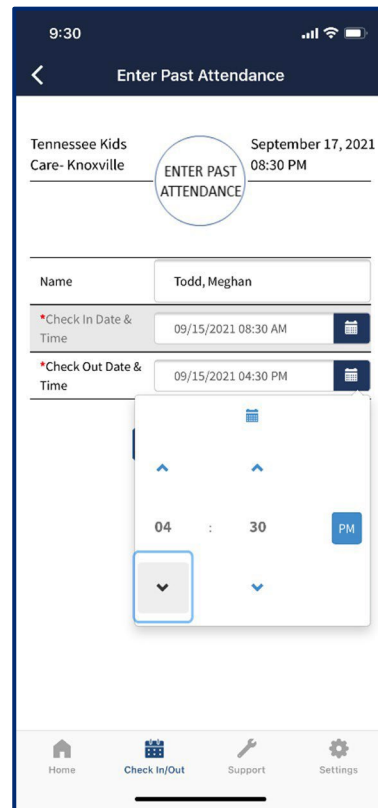 9:30
Enter Past Attendance
Tennessee Kids
Care- Knoxville
ENTER PAST
ATTENDANCE
September 17, 2021
08:30 PM
Name
Todd, Meghan
*Check In Date &
Time
09/15/2021 08:30 AM
*Check Out Date &
Time
09/15/2021 04:30 PM
04 : 30 PM
Home Check In/Out Support Settings